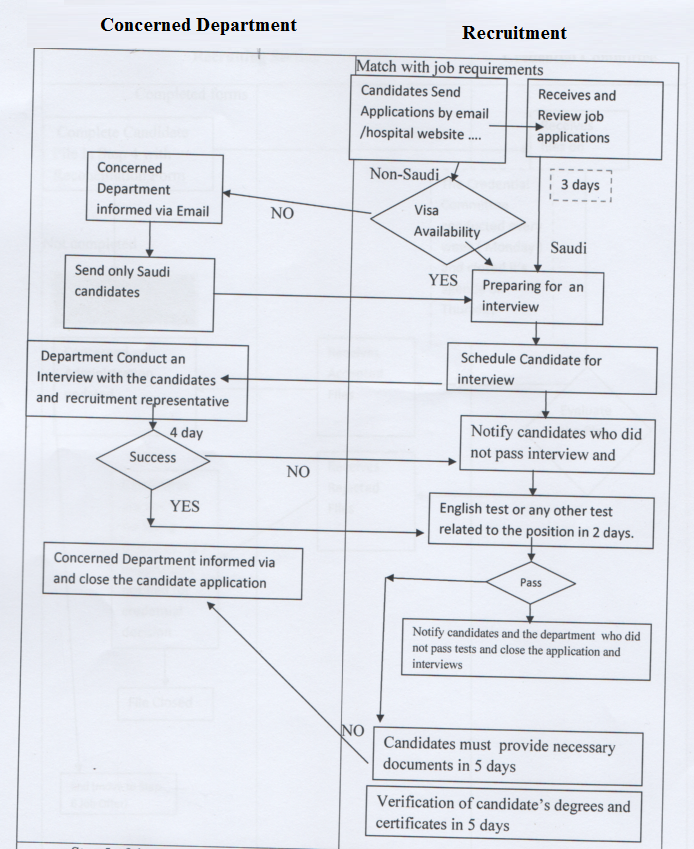 Concerned Department
Recruitment
Match with job requirements
Candidates Send
Applications by email
/hospital website ....
Receives and
Review job
applications
3 days
Non-Saudi
Saudi
Concerned
Department
informed via Email
NO
Visa
Availability
YES
Send only Saudi
candidates
Preparing for an
interview
Department Conduct an
Interview with the candidates
and recruitment representative
Schedule Candidate for
interview
4 day
Success
NO
YES
Notify candidates who did
not pass interview and
English test or any other test
related to the position in 2 days.
Concerned Department informed via
and close the candidate application
Pass
Notify candidates and the department who did
not pass tests and close the application and
interviews
NO
Candidates must provide necessary
documents in 5 days
Verification of candidate's degrees and
certificates in 5 days